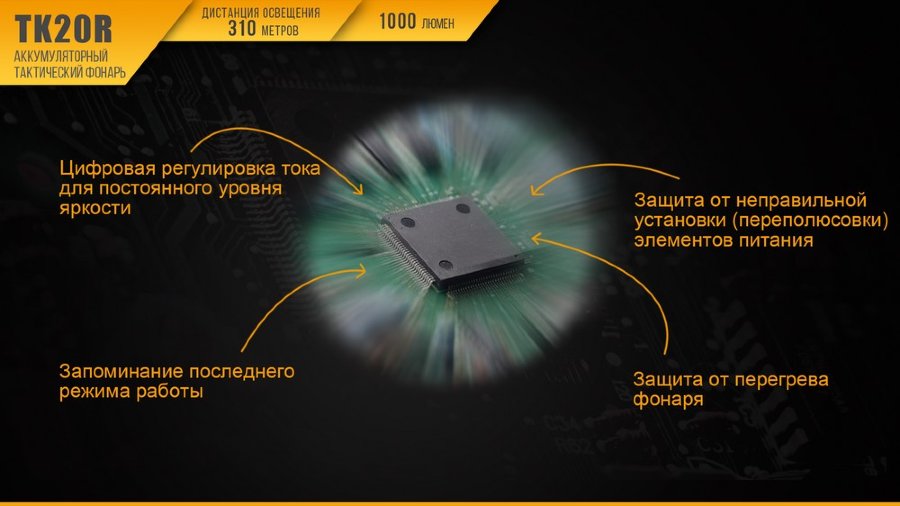 TK20R
АККУМУЛЯТОРНЫЙ
ТАКТИЧЕСКИЙ ФОНАРЬ
ДИСТАНЦИЯ ОСВЕЩЕНИЯ
310 МЕТРОВ
1000 ЛЮМЕН
Цифровая регулировка тока
для постоянного уровня
яркости
Защита от неправильной
установки (переполюсовки)
элементов питания
Запоминание последнего
режима работы
Защита от перегрева
фонаря